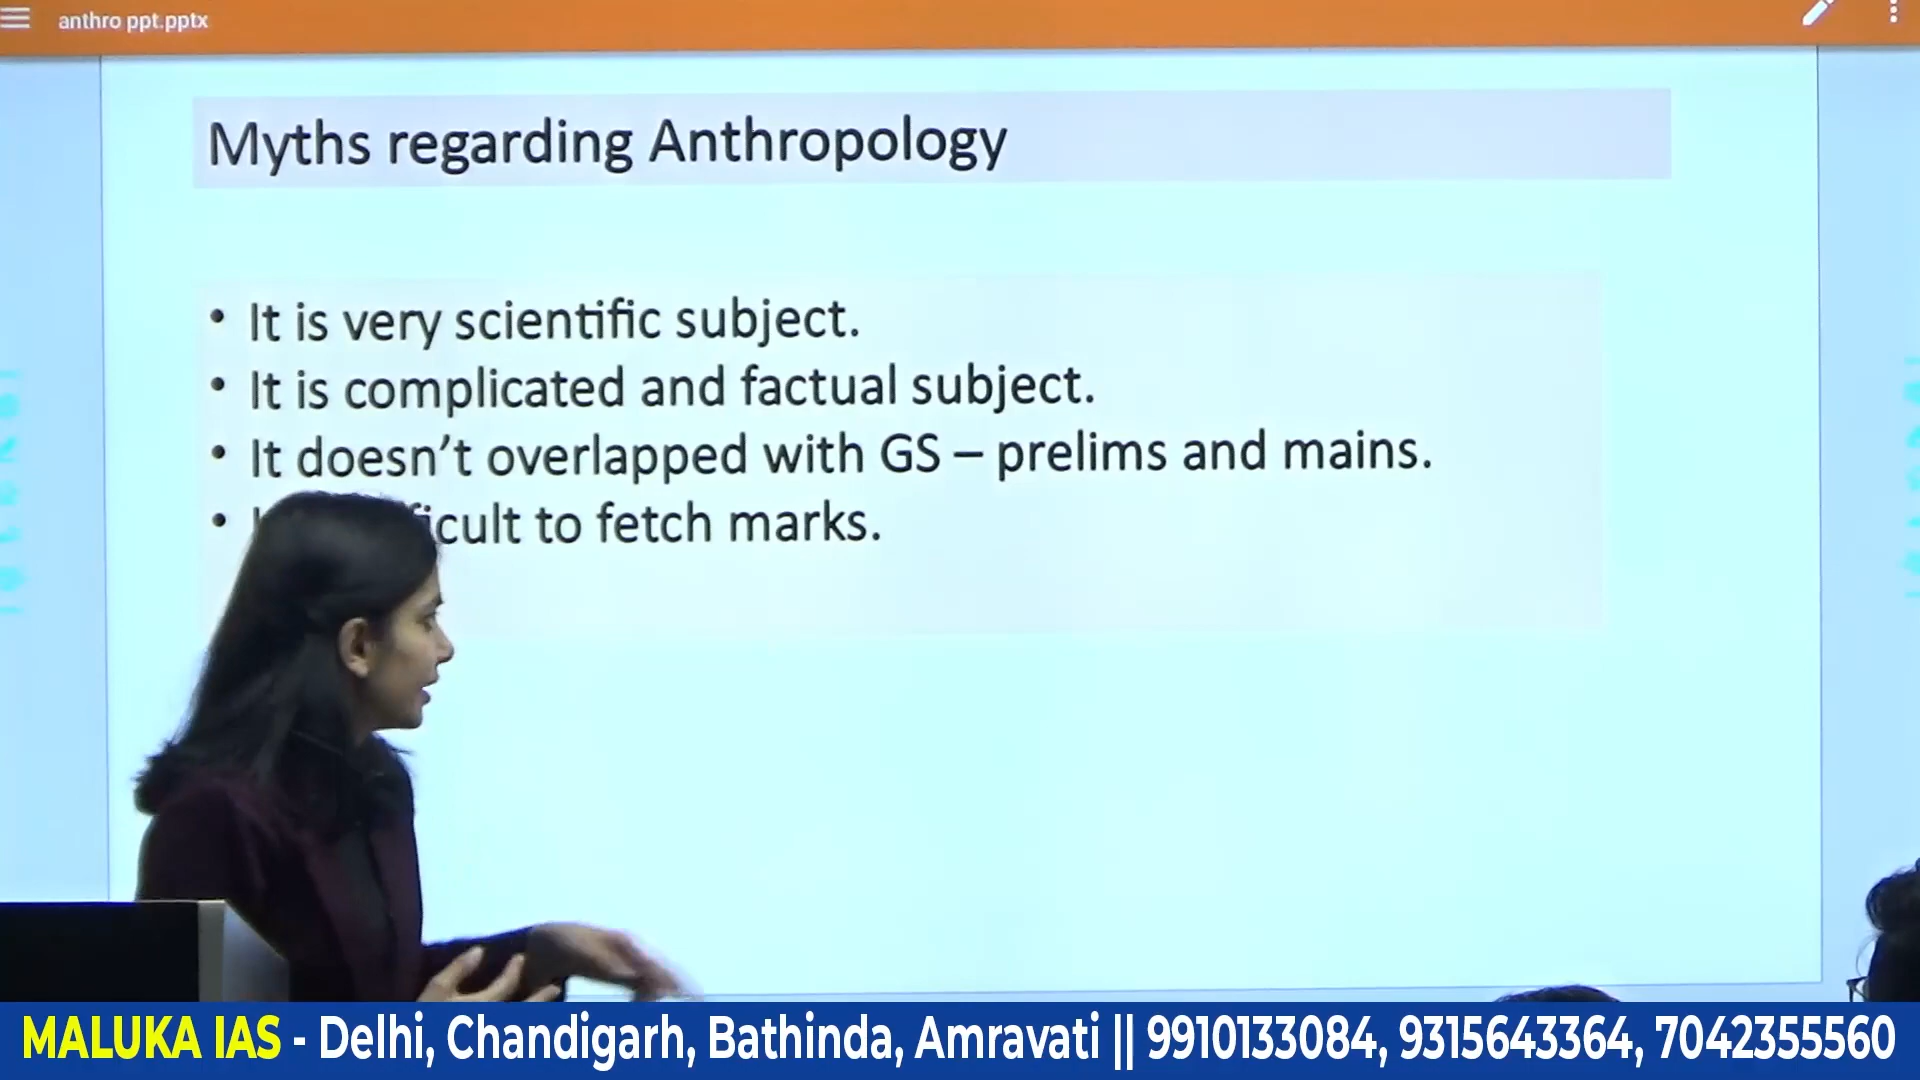 anthro ppt.pptx
Myths regarding Anthropology
• It is very scientific subject.
• It is complicated and factual subject.
• It doesn't overlapped with GS – prelims and mains.
• to fetch marks.
MALUKA IAS - Delhi, Chandigarh, Bathinda, Amravati || 9910133084, 9315643364, 7042355560